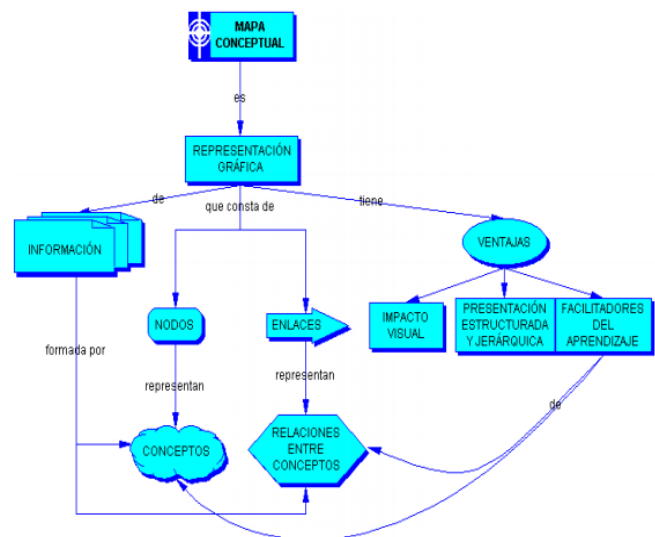 MAPA
CONCEPTUAL
es
REPRESENTACIÓN
GRÁFICA
de
que consta de
tiene
INFORMACIÓN
VENTAJAS
NODOS
ENLACES
IMPACTO
VISUAL
PRESENTACIÓN
ESTRUCTURADA
Y JERÁRQUICA
FACILITADORES
DEL
APRENDIZAJE
formada por
representan
representan
de
CONCEPTOS
RELACIONES
ENTRE
CONCEPTOS